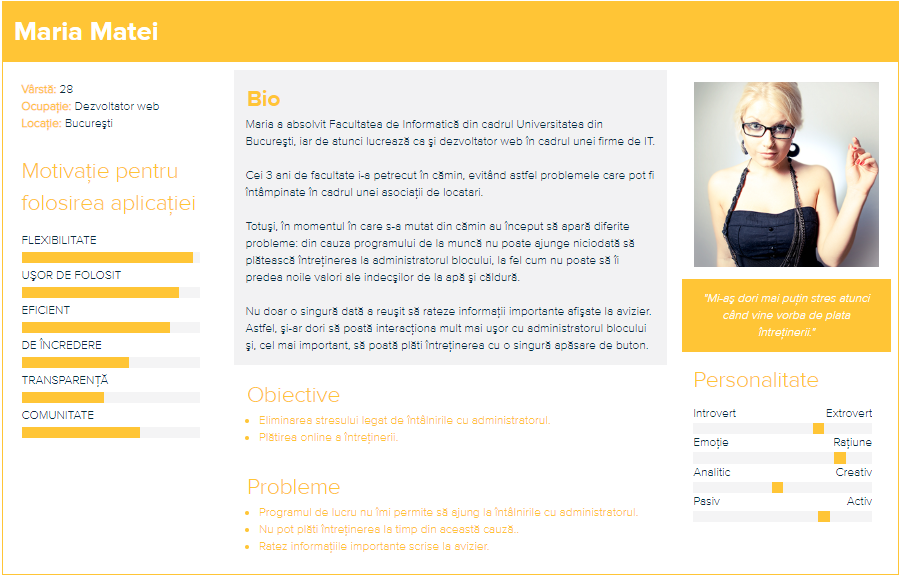 Maria Matei
Vârstă: 28
Ocupație: Dezvoltator web
Locație: București
Motivație pentru
folosirea aplicației
FLEXIBILITATE
UȘOR DE FOLOSIT
EFICIENT
DE ÎNCREDERE
TRANSPARENȚĂ
COMUNITATE
Bio
Maria a absolvit Facultatea de Informatică din cadrul Universitatea din
București, iar de atunci lucrează ca și dezvoltator web în cadrul unei firme de IT.
Cei 3 ani de facultate i-a petrecut în cămin, evitând astfel problemele care pot fi
întâmpinate în cadrul unei asociații de locatari.
Totuși, în momentul în care s-a mutat din cămin au început să apară diferite
probleme: din cauza programului de la muncă nu poate ajunge niciodată să
plătească întreținerea la administratorul blocului, la fel cum nu poate să îi
predea noile valori ale indecșilor de la apă și căldură.
Nu doar o singură dată a reușit să rateze informații importante afișate la avizier.
Astfel, și-ar dori să poată interacționa mult mai ușor cu administratorul blocului
și, cel mai important, să poată plăti întreținerea cu o singură apăsare de buton.
Obiective
Eliminarea stresului legat de întâlnirile cu administratorul.
Plătirea online a întreținerii.
Probleme
Programul de lucru nu îmi permite să ajung la întâlnirile cu administratorul.
Nu pot plăti întreținerea la timp din această cauză..
Ratez informațiile importante scrise la avizier.
"Mi-aș dori mai puțin stres atunci
când vine vorba de plata
întreținerii."
Personalitate
Introvert Extrovert
Emoție Rațiune
Analitic Creativ
Pasiv Activ